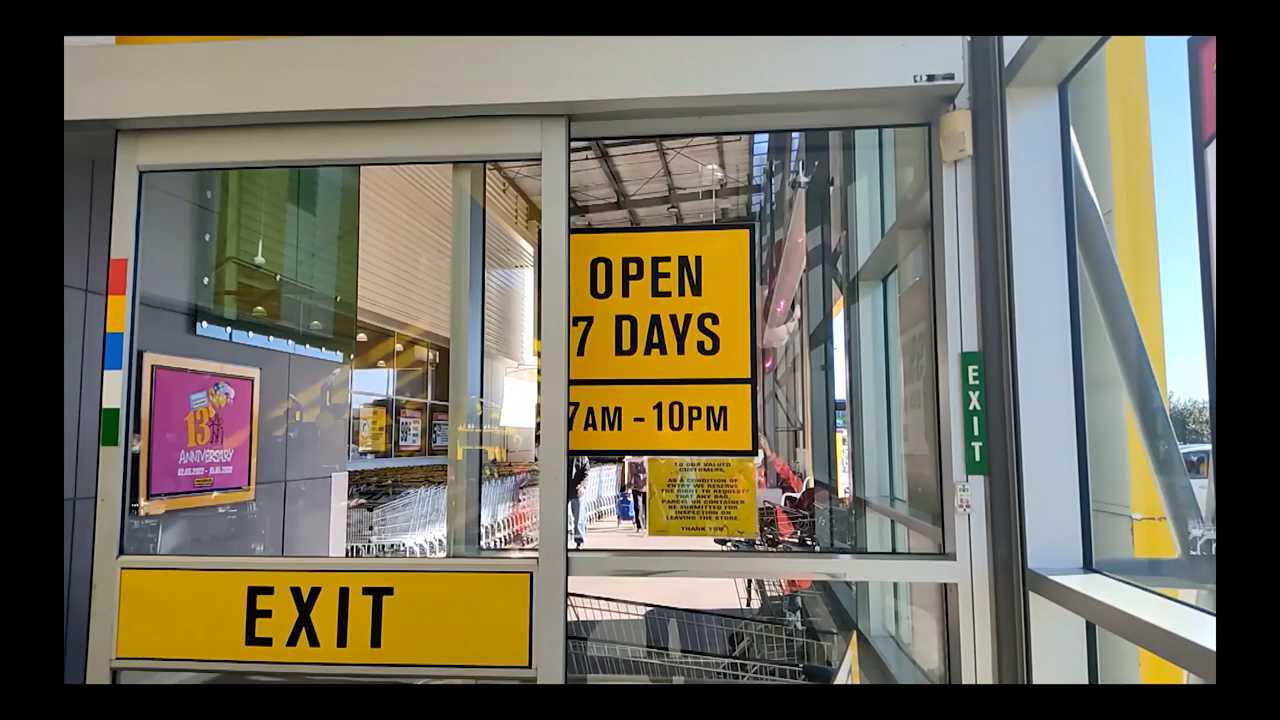 OPEN
7 DAYS
7AM - 10PM
TO OUR VALUED
CUSTOMERS,
AS A CONDITION OF
ENTRY WE RESERVE
THE RIGHT TO REQUEST
THAT ANY BAG,
PARCEL OR CONTAINER
BE SUBMITTED FOR
INSPECTION ON
LEAVING THE STORE.
THANK YOU
EXIT
EXIT
13
ANNIVERSARY